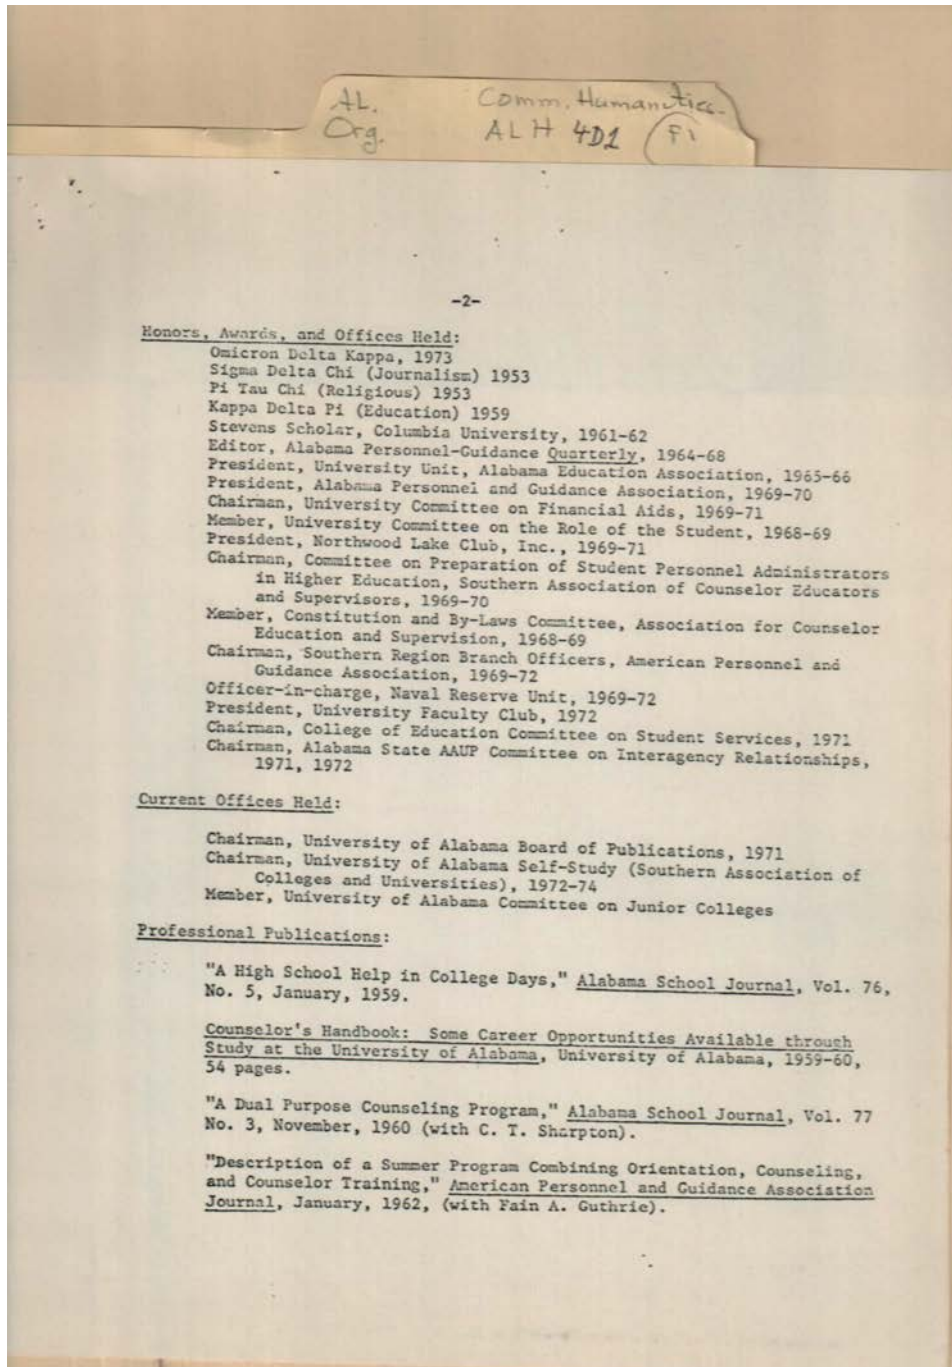 AL. Comm. Humanities
Org. ALH 4D1 F1
-2-
Honors, Awards, and Offices Held:
Omicron Delta Kappa, 1973
Sigma Delta Chi (Journalism) 1953
Pi Tau Chi (Religious) 1953
Kappa Delta Pi (Education) 1959
Stevens Scholar, Columbia University, 1961-62
Editor, Alabama Personnel-Guidance Quarterly, 1964-68
President, University Unit, Alabama Education Association, 1965-66
President, Alabama Personnel and Guidance Association, 1969-70
Chairman, University Committee on Financial Aids, 1969-71
Member, University Committee on the Role of the Student, 1968-69
President, Northwood Lake Club, Inc., 1969-71
Chairman, Committee on Preparation of Student Personnel Administrators
in Higher Education, Southern Association of Counselor Educators
and Supervisors, 1969-70
Member, Constitution and By-Laws Committee, Association for Counselor
Education and Supervision, 1968-69
Chairman, Southern Region Branch Officers, American Personnel and
Guidance Association, 1969-72
Officer-in-charge, Naval Reserve Unit, 1969-72
President, University Faculty Club, 1972
Chairman, College of Education Committee on Student Services, 1971
Chairman, Alabama State AAUP Committee on Interagency Relationships,
1971, 1972
Current Offices Held:
Chairman, University of Alabama Board of Publications, 1971
Chairman, University of Alabama Self-Study (Southern Association of
Colleges and Universities), 1972-74
Member, University of Alabama Committee on Junior Colleges
Professional Publications:
"A High School Help in College Days," Alabama School Journal, Vol. 76,
No. 5, January, 1959.
Counselor's Handbook: Some Career Opportunities Available through
Study at the University of Alabama, University of Alabama, 1959-60,
54 pages.
"A Dual Purpose Counseling Program," Alabama School Journal, Vol. 77
No. 3, November, 1960 (with C. T. Sharpton).
"Description of a Summer Program Combining Orientation, Counseling,
and Counselor Training," American Personnel and Guidance Association
Journal, January, 1962, (with Fain A. Guthrie).